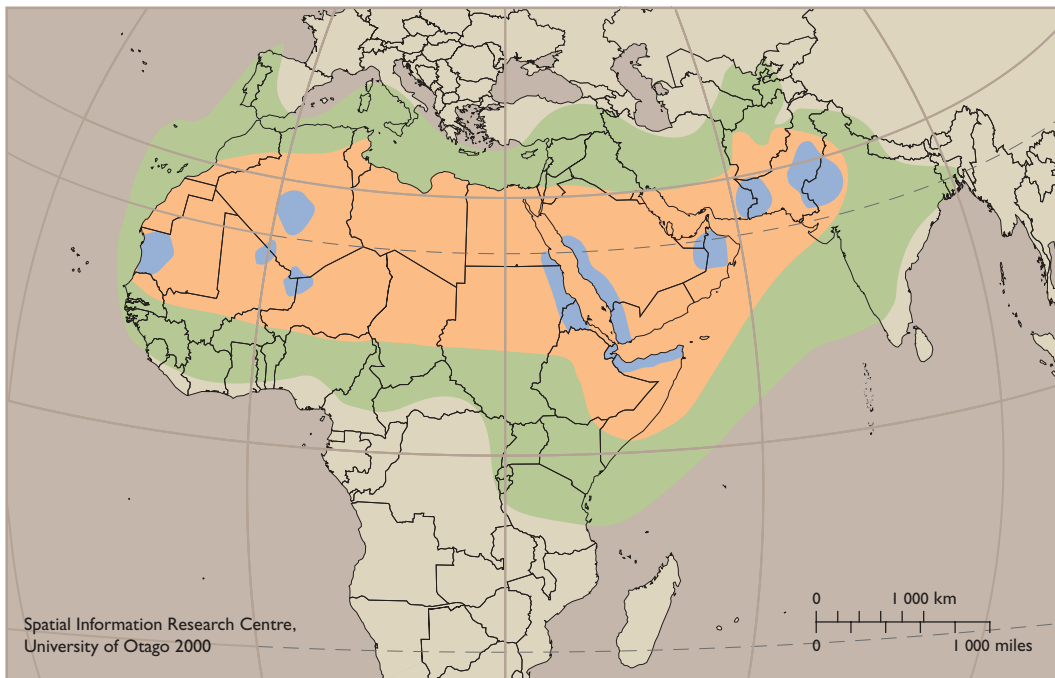 0 1 000 km
0 1 000 miles
Spatial Information Research Centre,
University of Otago 2000